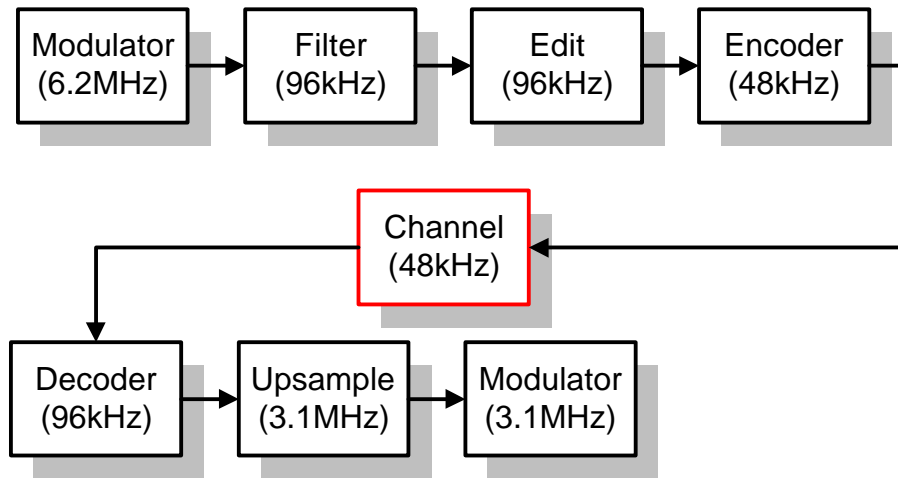 Modulator
(6.2MHz)
Filter
(96kHz)
Edit
(96kHz)
Encoder
(48kHz)
Channel
(48kHz)
Decoder
(96kHz)
Upsample
(3.1MHz)
Modulator
(3.1MHz)